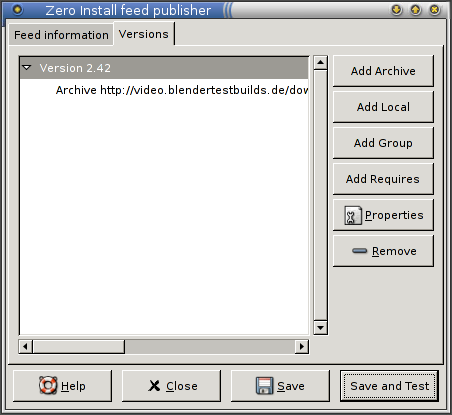 Zero Install feed publisher
Feed information
Versions
Version 2.42
Archive http://video.blendertestbuilds.de/dow
Add Archive
Add Local
Add Group
Add Requires
Properties
Remove
Help
Close
Save
Save and Test